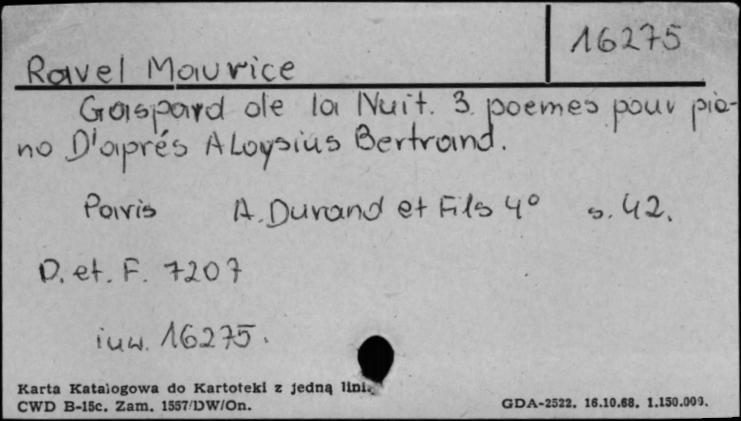 16275
Ravel Maurice
Gaspard de la Nuit. 3. poemes pour pia-
no D'aprés ALoysius Bertrand.
Paris A. Durand et Fils 4° s. 42.
D. et. F. 7207
inw. 16275.
Karta Katalogowa do Kartoteki z jedną lini
CWD B-15c. Zam. 1557/DW/On.
GDA-2522. 16.10.68. 1.150.000.